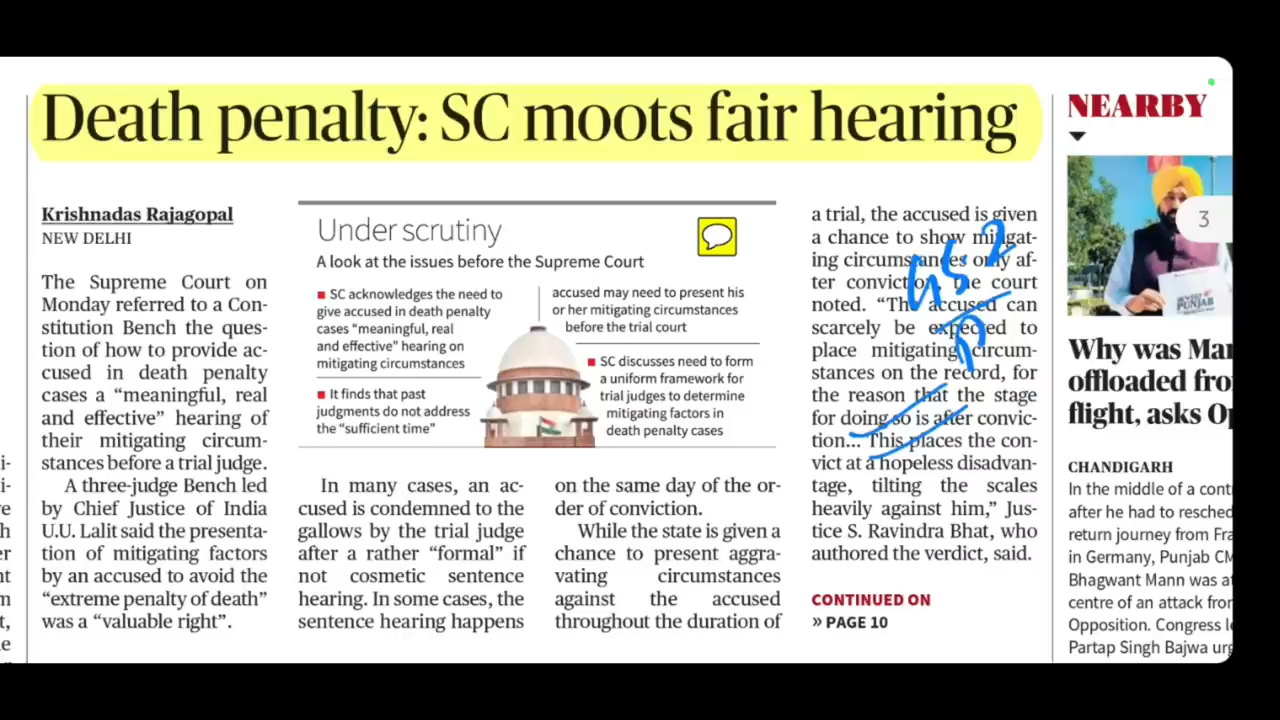 Death penalty: SC moots fair hearing
Krishnadas Rajagopal
NEW DELHI
The Supreme Court on
Monday referred to a Con-
stitution Bench the ques-
tion of how to provide ac-
cused in death penalty
cases a “meaningful, real
and effective” hearing of
their mitigating circum-
stances before a trial judge.
A three-judge Bench led
by Chief Justice of India
U.U. Lalit said the presenta-
tion of mitigating factors
by an accused to avoid the
“extreme penalty of death”
was a “valuable right”.
Under scrutiny
A look at the issues before the Supreme Court
SC acknowledges the need to
give accused in death penalty
cases “meaningful, real
and effective” hearing on
mitigating circumstances
It finds that past
judgments do not address
the “sufficient time”
accused may need to present his
or her mitigating circumstances
before the trial court
SC discusses need to form
a uniform framework for
trial judges to determine
mitigating factors in
death penalty cases
In many cases, an ac-
cused is condemned to the
gallows by the trial judge
after a rather “formal” if
not cosmetic sentence
hearing. In some cases, the
sentence hearing happens
on the same day of the or-
der of conviction.
While the state is given a
chance to present aggra-
vating circumstances
against the accused
throughout the duration of
a trial, the accused is given
a chance to show mitigat-
ing circumstances only af-
ter conviction, the court
noted. “The accused can
scarcely be expected to
place mitigating circum-
stances on the record, for
the reason that the stage
for doing so is after convic-
tion... This places the con-
vict at a hopeless disadvan-
tage, tilting the scales
heavily against him,” Jus-
tice S. Ravindra Bhat, who
authored the verdict, said.
CONTINUED ON
» PAGE 10
GS2
NEARBY
3
Why was Man
offloaded fro
flight, asks Op
CHANDIGARH
In the middle of a cont
after he had to resched
return journey from Fra
in Germany, Punjab CM
Bhagwant Mann was at
centre of an attack from
Opposition. Congress le
Partap Singh Bajwa urg